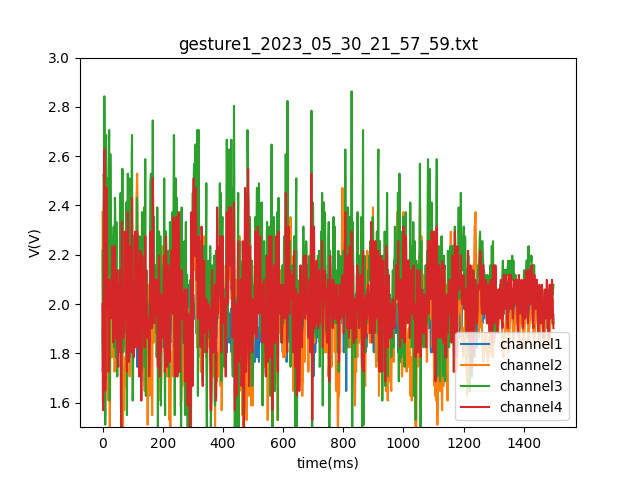 gesture1_2023_05_30_21_57_59.txt
3.0
2.8
2.6
2.4
2.2
2.0
1.8
1.6
V(V)
0 200 400 600 800 1000 1200 1400
time(ms)
channel1
channel2
channel3
channel4